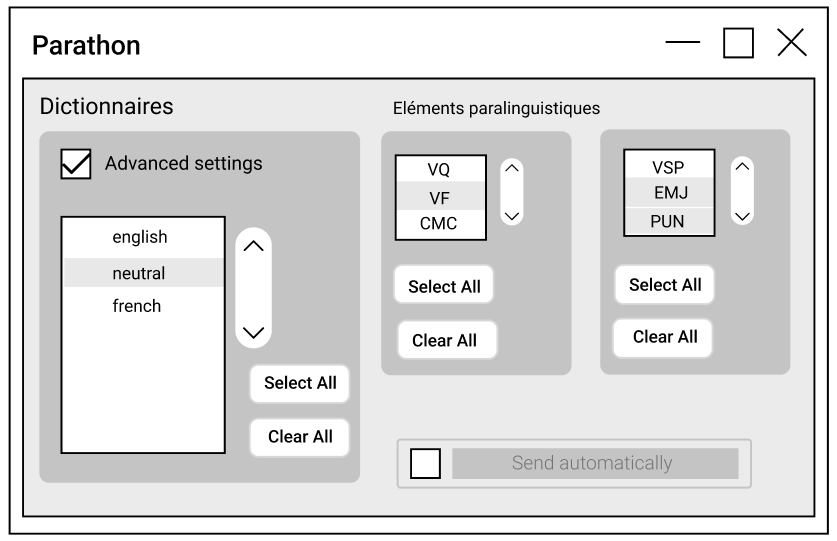 Parathon
Dictionnaires
Eléments paralinguistiques
Advanced settings
english
neutral
french
Select All
Clear All
VQ
VF
CMC
Select All
Clear All
VSP
EMJ
PUN
Select All
Clear All
Send automatically